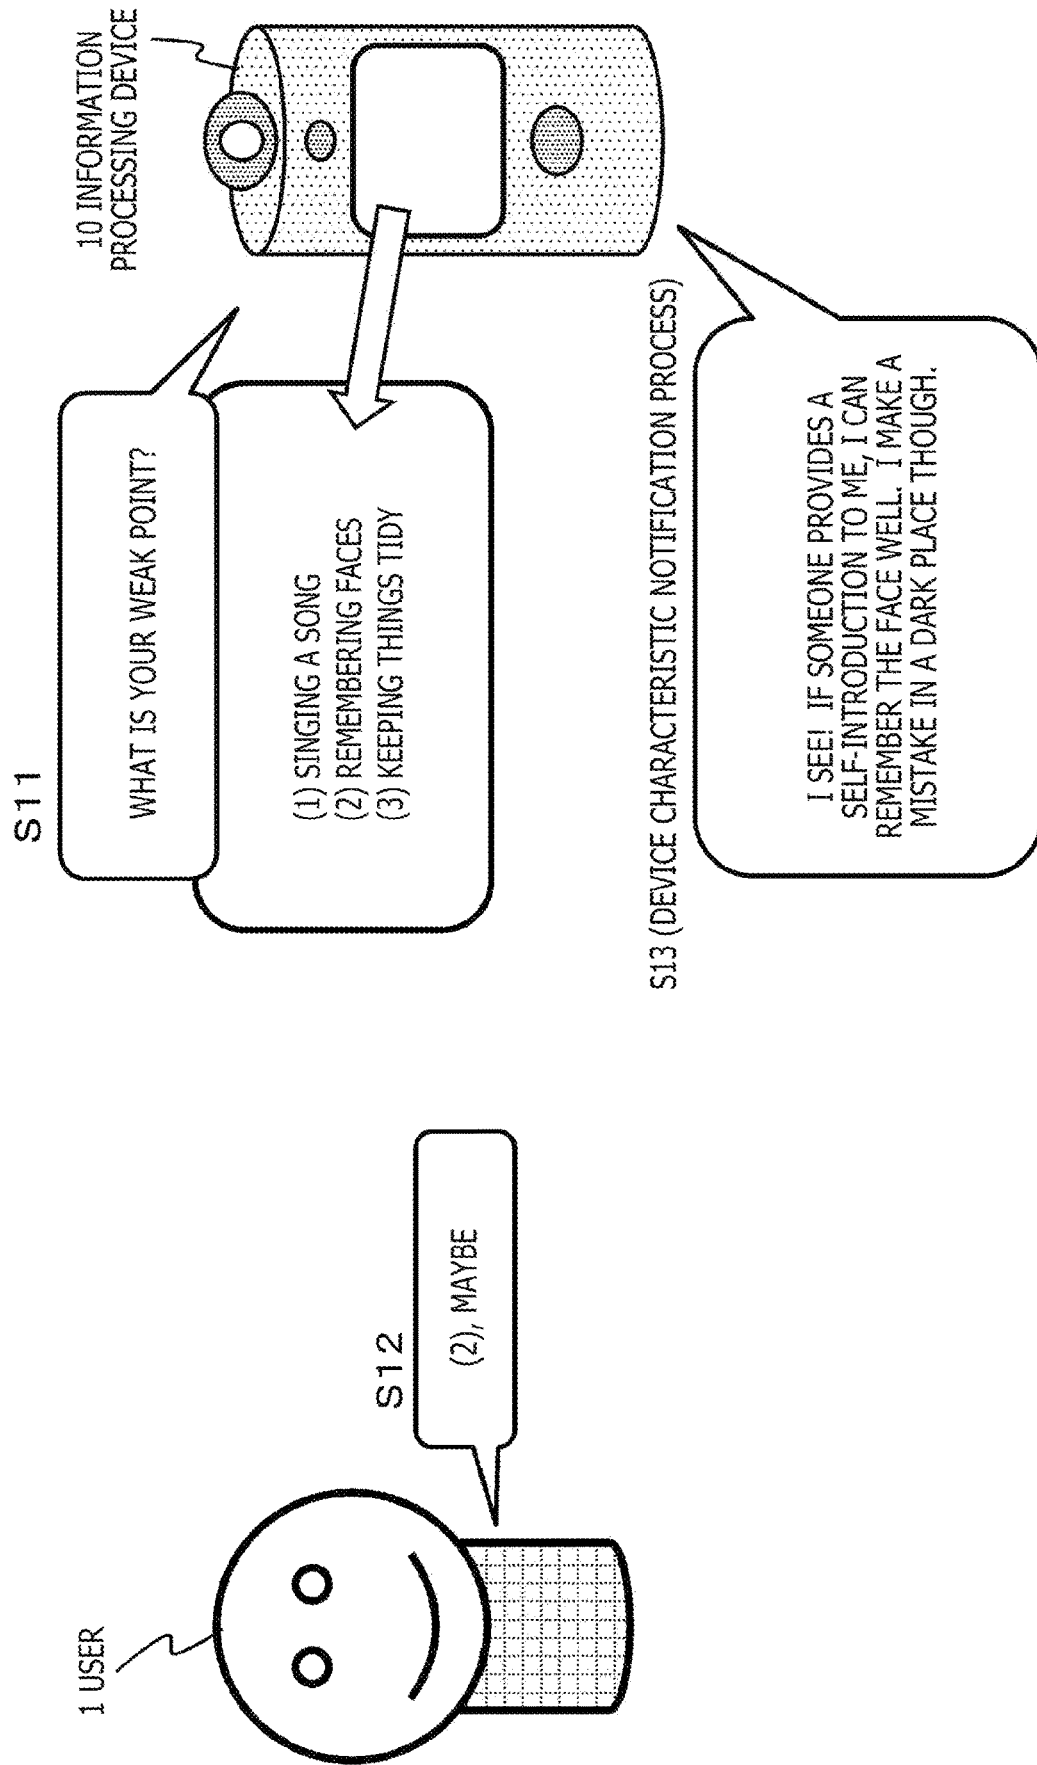 S11
10 INFORMATION
PROCESSING DEVICE
WHAT IS YOUR WEAK POINT?
(1) SINGING A SONG
(2) REMEMBERING FACES
(3) KEEPING THINGS TIDY
1 USER
S12
(2), MAYBE
S13 (DEVICE CHARACTERISTIC NOTIFICATION PROCESS)
I SEE! IF SOMEONE PROVIDES A
SELF-INTRODUCTION TO ME, I CAN
REMEMBER THE FACE WELL. I MAKE A
MISTAKE IN A DARK PLACE THOUGH.